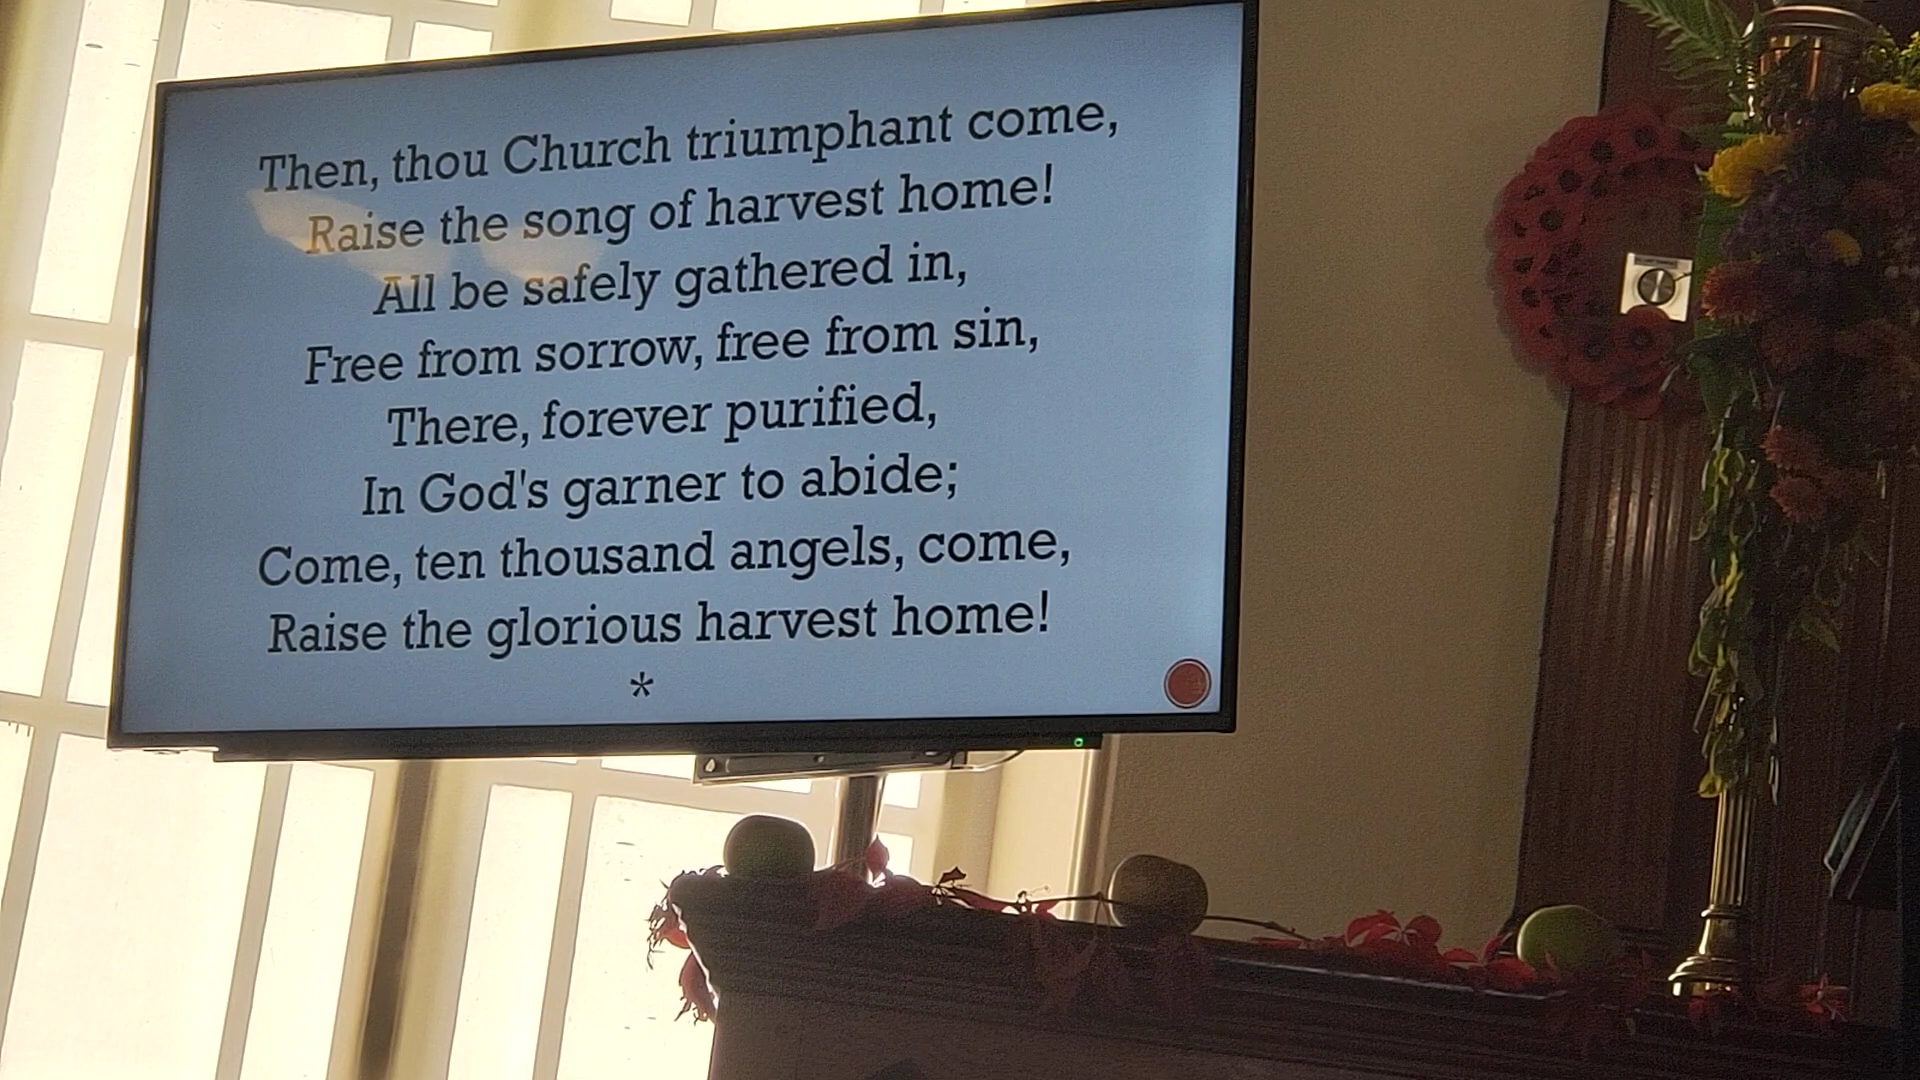 Then, thou Church triumphant come,
Raise the song of harvest home!
All be safely gathered in,
Free from sorrow, free from sin,
There, forever purified,
In God's garner to abide;
Come, ten thousand angels, come,
Raise the glorious harvest home!
*